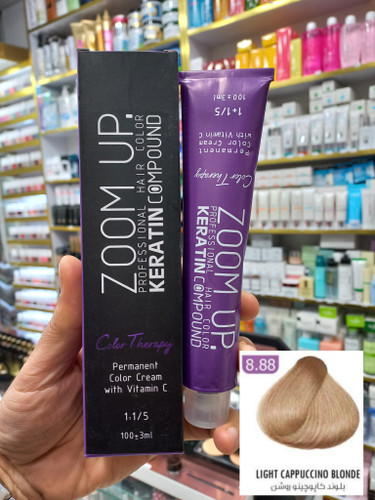 ZOOM UP.
PROFESSIONAL HAIR COLOR
KERATIN COMPOUND
Color Therapy
Permanent
Color Cream
with Vitamin C
1.1/5
100±3ml
ZOOM UP.
PROFESSIONAL HAIR COLOR
KERATIN COMPOUND
Color Therapy
Permanent
Color Cream
with Vitamin C
1+1/5
100±3ml
8.88
LIGHT CAPPUCCINO BLONDE
بلوند کاپوچینو روشن